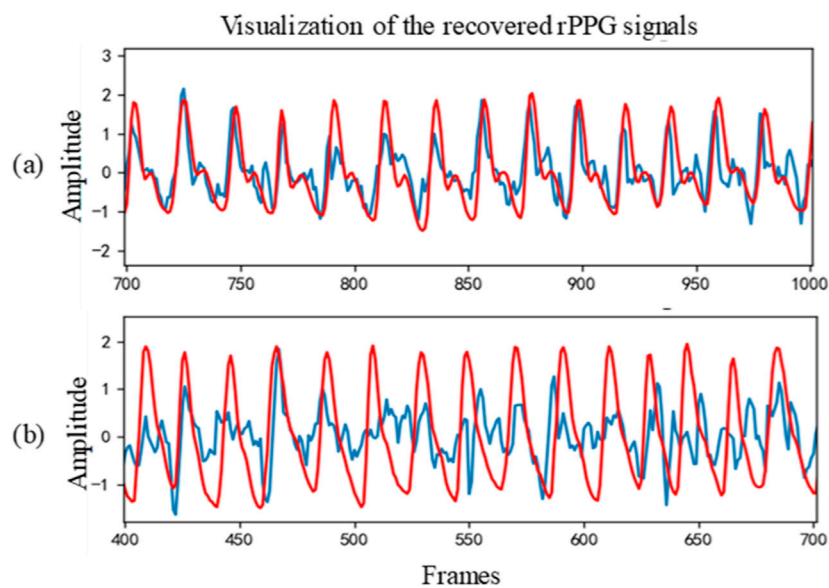 Visualization of the recovered rPPG signals
(a)
Amplitude
3
2
1
0
−1
−2
700 750 800 850 900 950 1000
(b)
Amplitude
2
1
0
−1
400 450 500 550 600 650 700
Frames